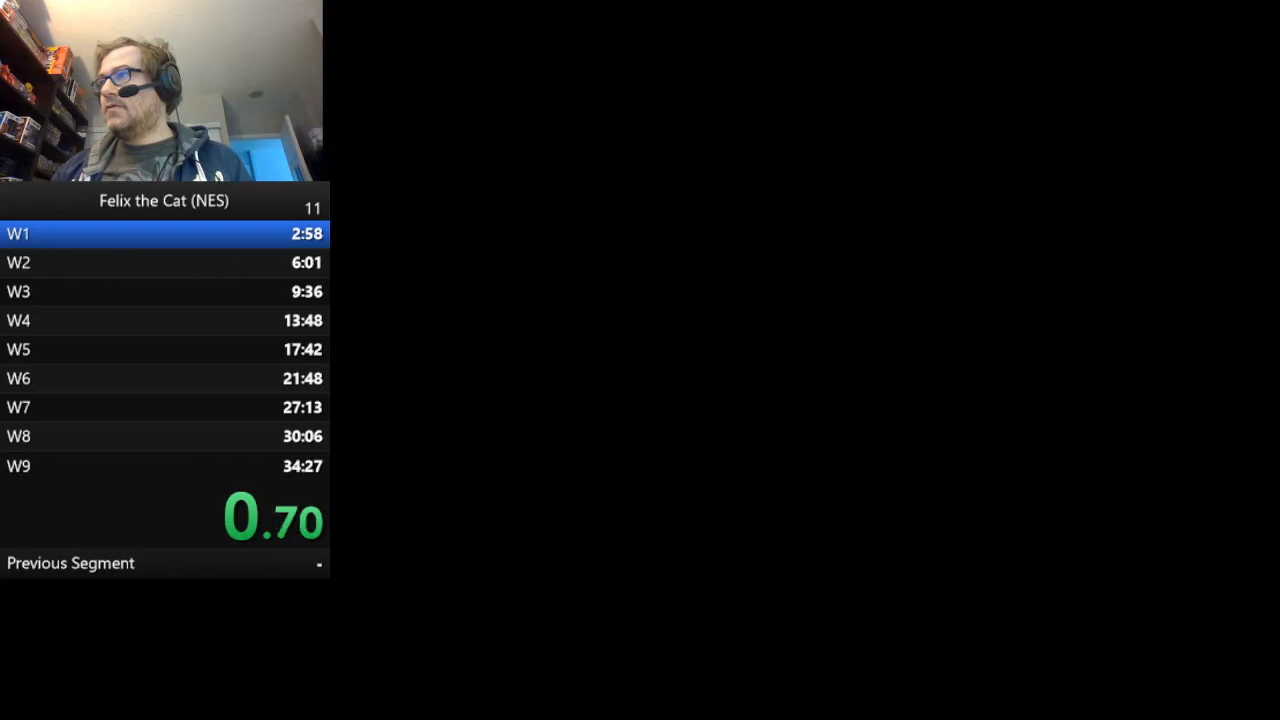 Felix the Cat (NES)
11
W1 2:58
W2 6:01
W3 9:36
W4 13:48
W5 17:42
W6 21:48
W7 27:13
W8 30:06
W9 34:27
0.70
Previous Segment -